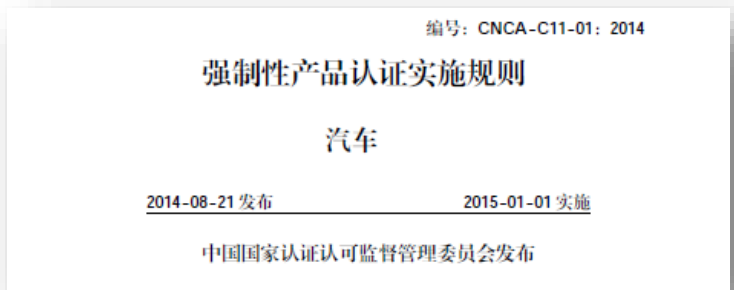 编号：CNCA-C11-01：2014
强制性产品认证实施规则
汽车
2014-08-21 发布 2015-01-01 实施
中国国家认证认可监督管理委员会发布